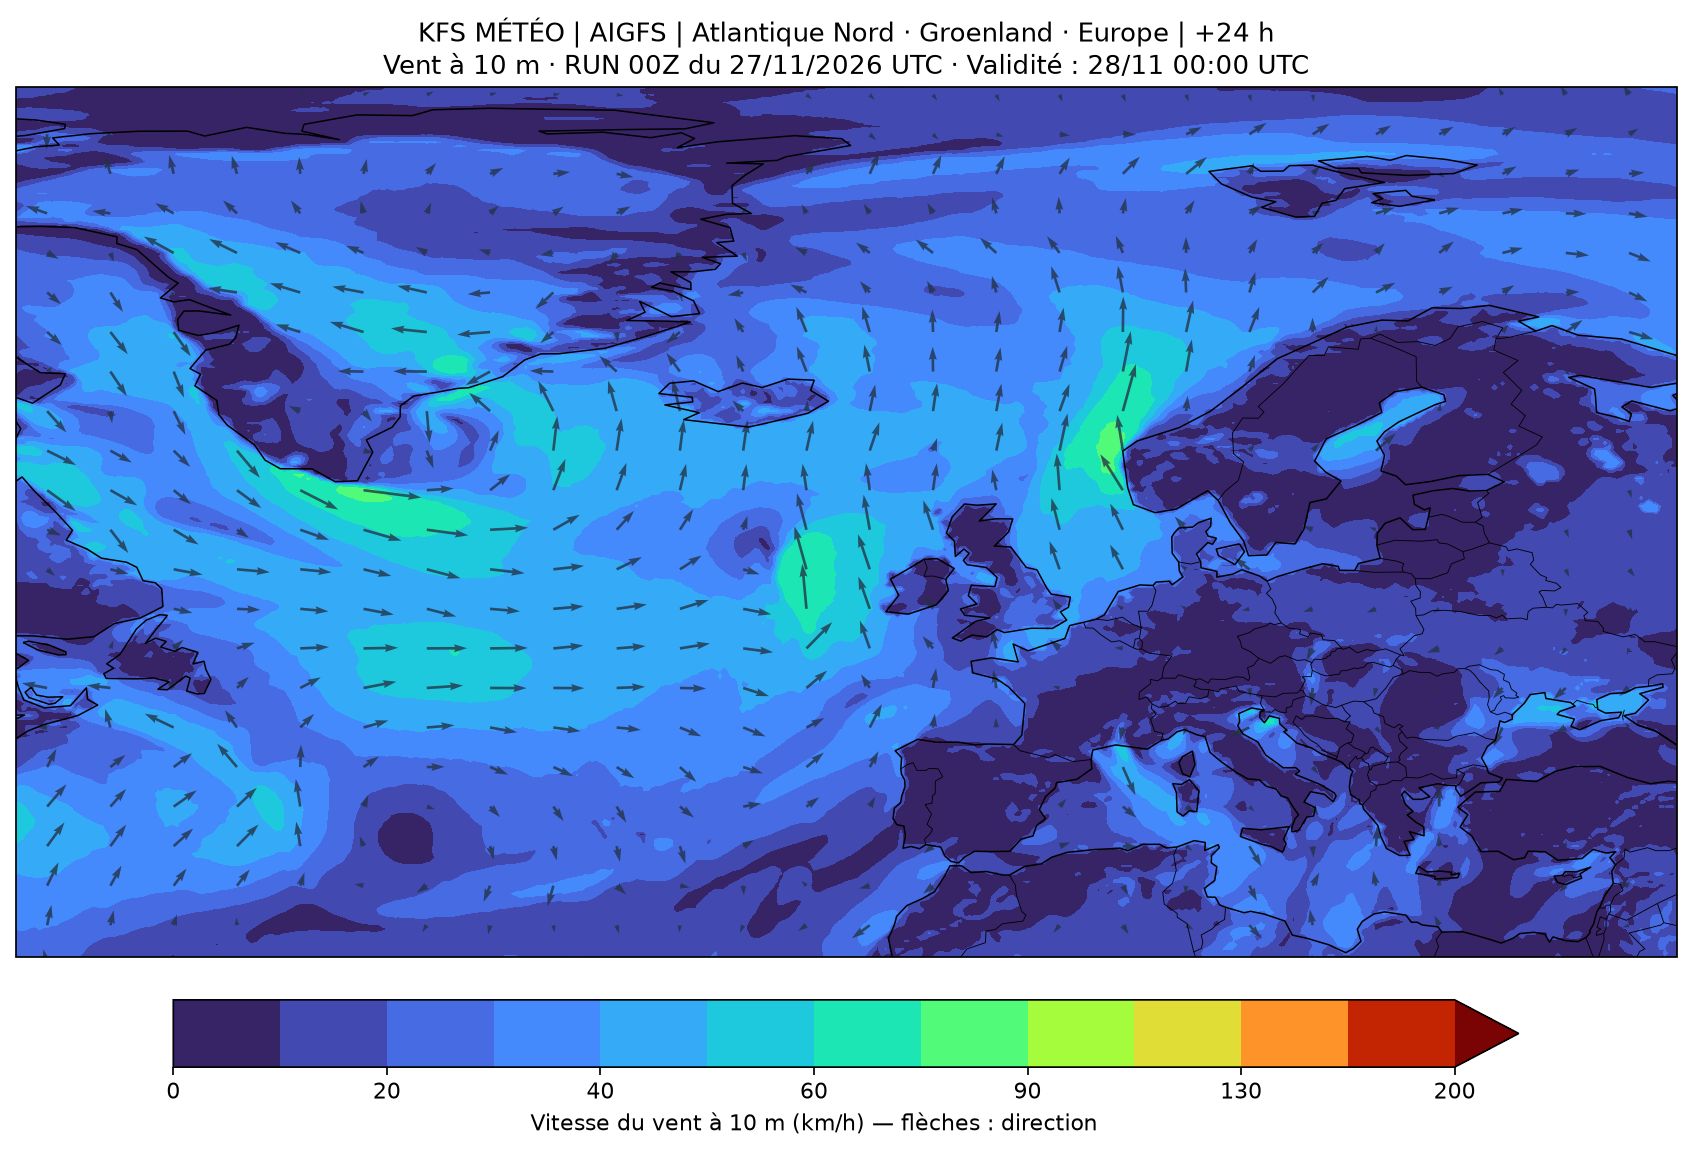 KFS MÉTÉO | AIGFS | Atlantique Nord · Groenland · Europe | +24 h
Vent à 10 m · RUN 00Z du 27/11/2026 UTC · Validité : 28/11 00:00 UTC
0 20 40 60 90 130 200
Vitesse du vent à 10 m (km/h) — flèches : direction